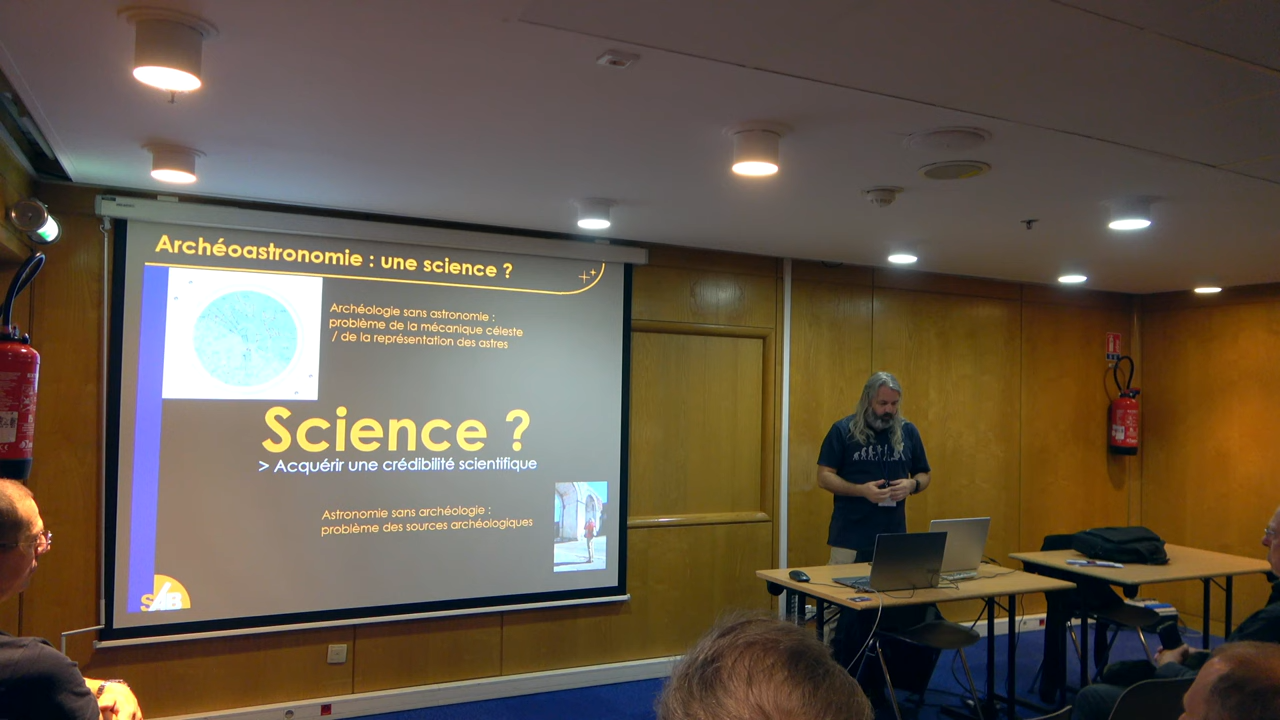 Archéoastronomie : une science ?
Archéologie sans astronomie :
problème de la mécanique céleste
/ de la représentation des astres
Science ?
> Acquérir une crédibilité scientifique
Astronomie sans archéologie :
problème des sources archéologiques
SAB